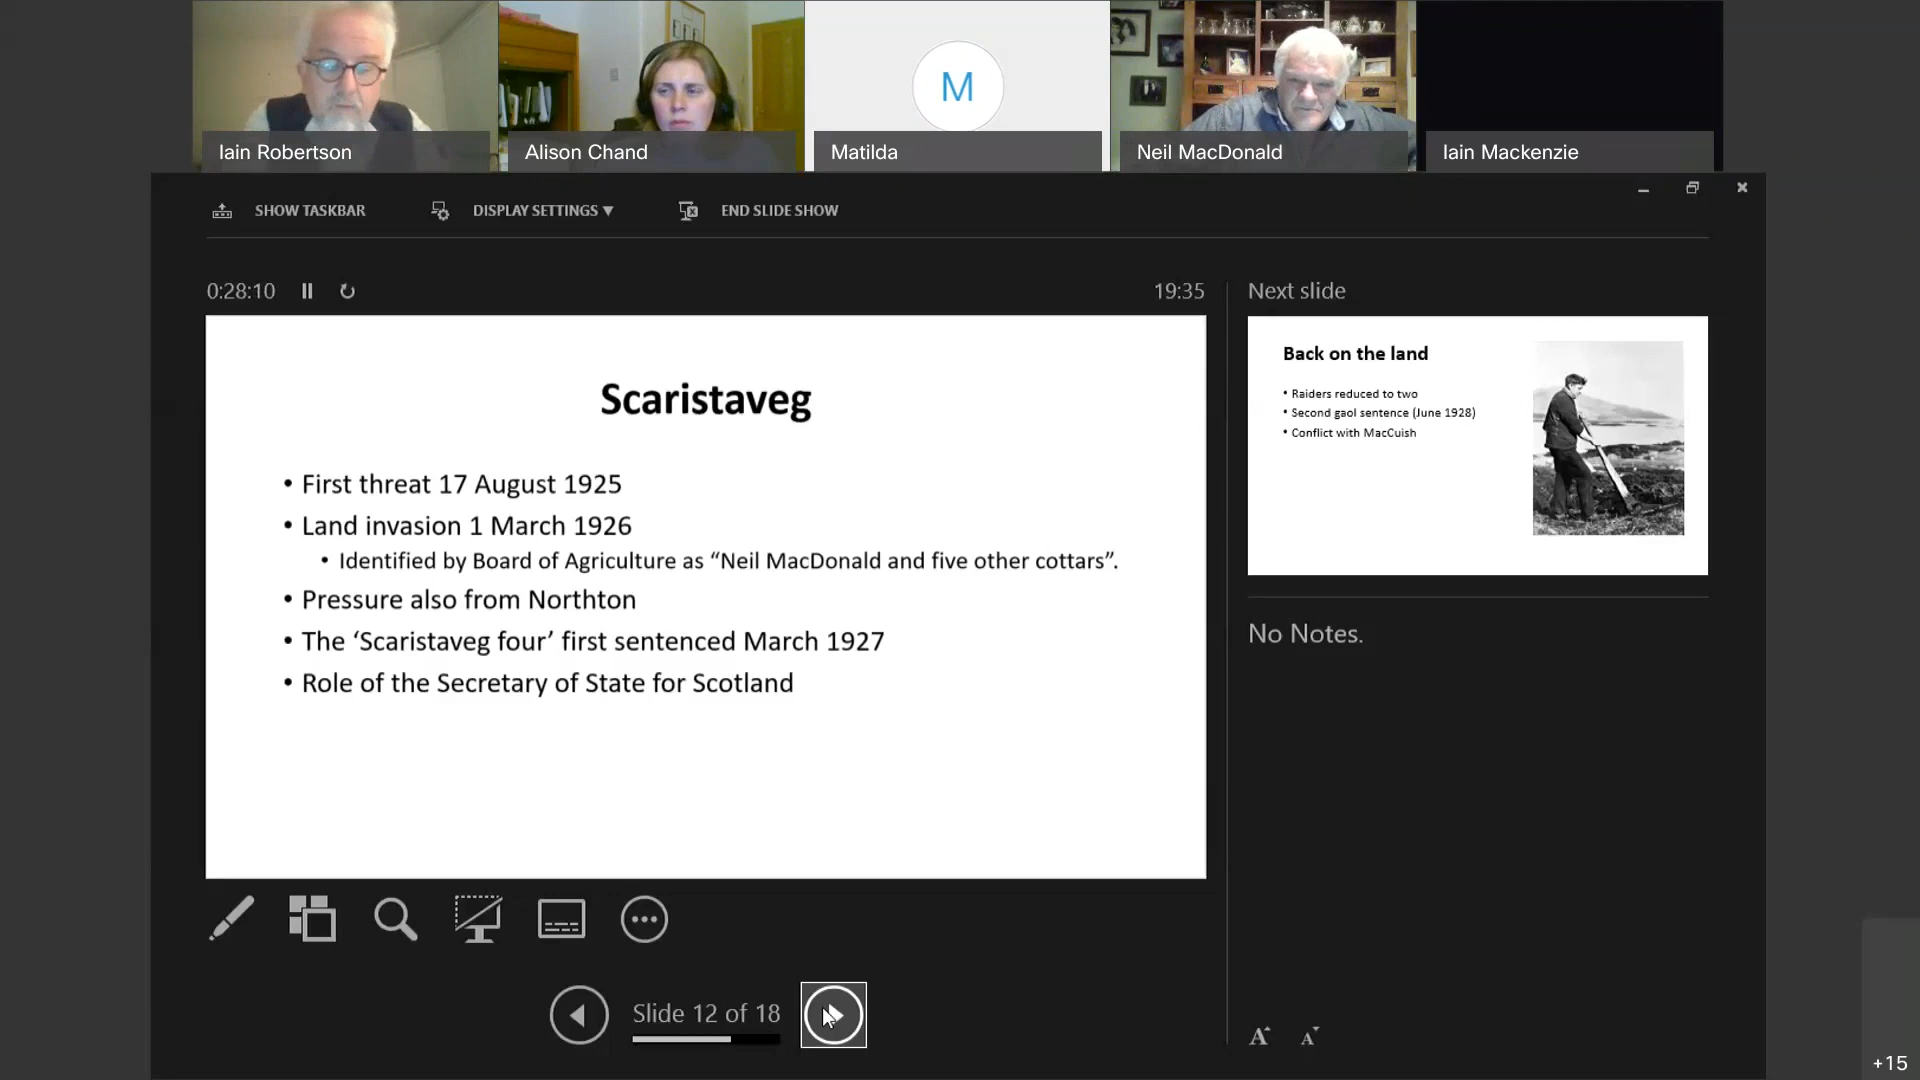 Iain Robertson
Alison Chand
M
Matilda
Neil MacDonald
Iain Mackenzie
SHOW TASKBAR
DISPLAY SETTINGS ▼
END SLIDE SHOW
0:28:10
19:35
Next slide
Scaristaveg
• First threat 17 August 1925
• Land invasion 1 March 1926
• Identified by Board of Agriculture as “Neil MacDonald and five other cottars”.
• Pressure also from Northton
• The ‘Scaristaveg four’ first sentenced March 1927
• Role of the Secretary of State for Scotland
Back on the land
• Raiders reduced to two
• Second gaol sentence (June 1928)
• Conflict with MacCuish
No Notes.
Slide 12 of 18
A A
+15